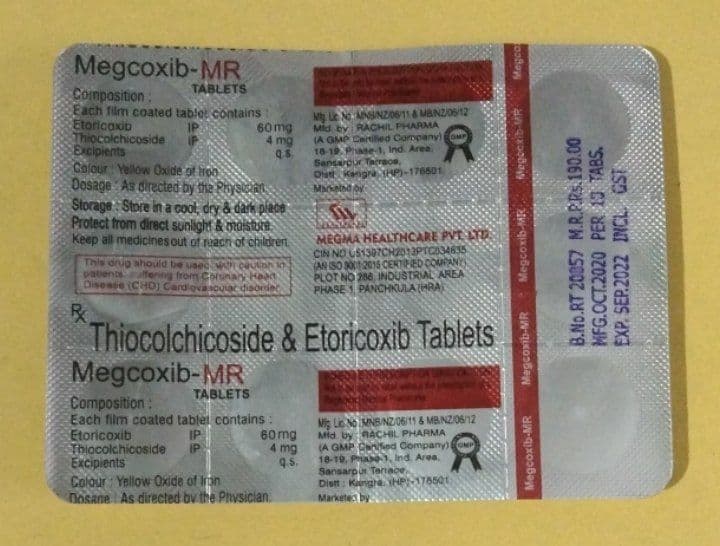 Megcoxib-MR
TABLETS
Composition :
Each film coated tablet contains :
Etoricoxib IP 60 mg
Thiocolchicoside IP 4 mg
Excipients q.s.
Colour : Yellow Oxide of Iron
Dosage : As directed by the Physician
Storage : Store in a cool, dry & dark place
Protect from direct sunlight & moisture
Keep all medicines out of reach of children.
This drug should be used with caution in
patients suffering from Coronary Heart
Disease (CHD) Cardiovascular disorder
Mfg. Lic. No. MNB/NZ/06/11 & MB/NZ/06/12
Mfd. by : RACHIL PHARMA
(A GMP Certified Company)
18-19, Phase-1, Ind. Area,
Sansarpur Terrace,
Distt : Kangra, (HP)-176501
GMP
Marketed by
MEGMA HEALTHCARE PVT. LTD.
CIN NO U51397CH2013PTC034635
(AN ISO 9001:2015 CERTIFIED COMPANY)
PLOT NO 268, INDUSTRIAL AREA
PHASE 1, PANCHKULA (HRA)
Rx
Thiocolchicoside & Etoricoxib Tablets
Megcoxib-MR
TABLETS
Composition :
Each film coated tablet contains :
Etoricoxib IP 60 mg
Thiocolchicoside IP 4 mg
Excipients q.s.
Colour : Yellow Oxide of Iron
Dosage : As directed by the Physician
Mfg. Lic. No. MNB/NZ/06/11 & MB/NZ/06/12
Mfd. by : RACHIL PHARMA
(A GMP Certified Company)
18-19, Phase-1, Ind. Area,
Sansarpur Terrace,
Distt : Kangra, (HP)-176501
GMP
Marketed by
Megcoxib-MR
Megcoxib-MR
Megcoxib-MR
Megcoxib-MR
B.No.RT 20057 M.R.P.Rs.190.00
MFG.OCT.2020 PER 10 TABS.
EXP. SEP.2022 INCL. GST